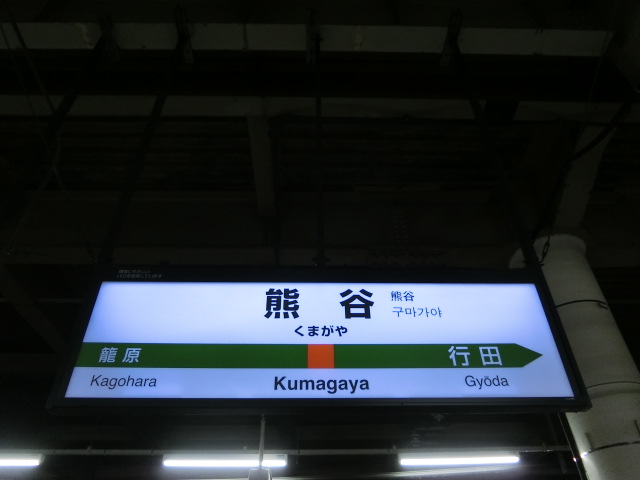 熊谷
熊谷
구마가야
くまがや
籠原
行田
Kagohara
Kumagaya
Gyōda